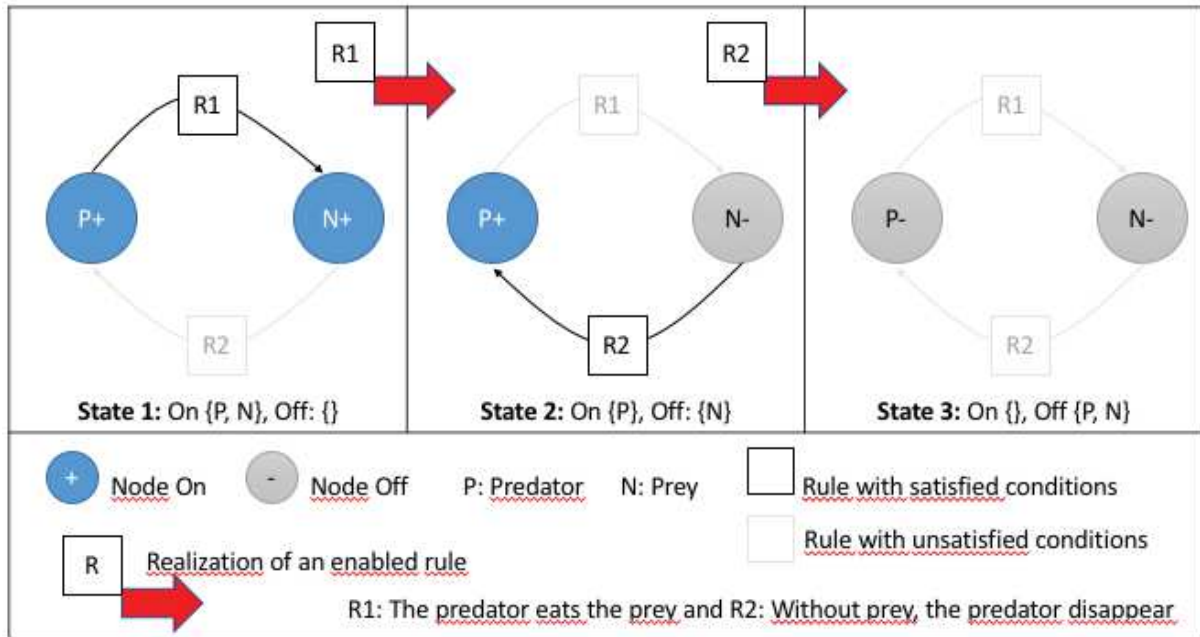 R1
R2
R1
R1
R1
P+
N+
P+
N-
P-
N-
R2
R2
R2
State 1: On {P, N}, Off: {}
State 2: On {P}, Off: {N}
State 3: On {}, Off {P, N}
+
Node On
-
Node Off
P: Predator
N: Prey
Rule with satisfied conditions
Rule with unsatisfied conditions
R
Realization of an enabled rule
R1: The predator eats the prey and R2: Without prey, the predator disappear